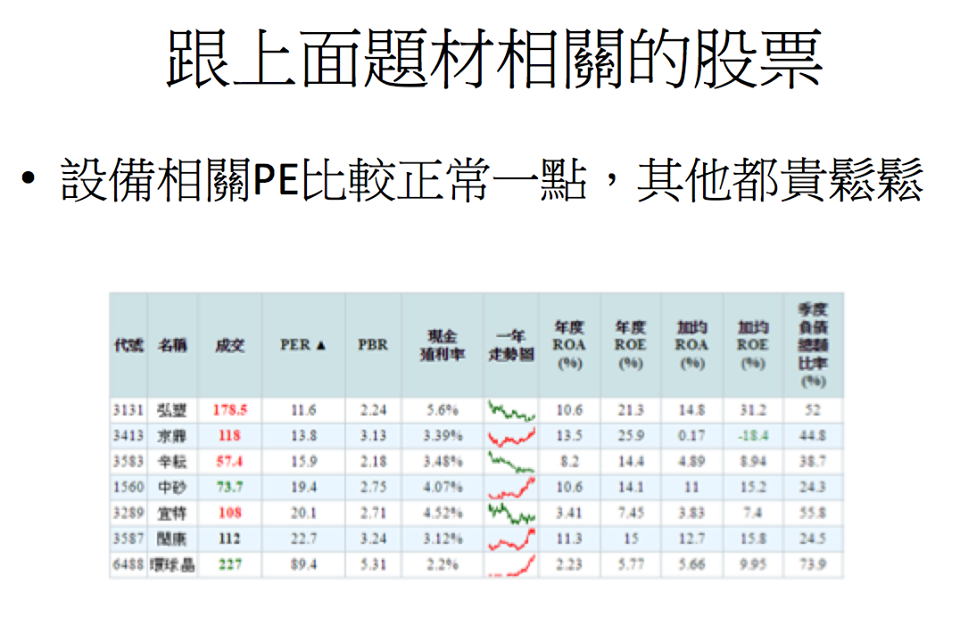 跟上面題材相關的股票
• 設備相關PE比較正常一點，其他都貴鬆鬆
代號 名稱 成交 PER ▲ PBR 現金殖利率 一年走勢圖 年度ROA(%) 年度ROE(%) 加均ROA(%) 加均ROE(%) 季度負債總額比率(%)
3131 弘塑 178.5 11.6 2.24 5.6% 10.6 21.3 14.8 31.2 52
3413 京鼎 118 13.8 3.13 3.39% 13.5 25.9 0.17 -18.4 44.8
3583 辛耘 57.4 15.9 2.18 3.48% 8.2 14.4 4.89 8.94 38.7
1560 中砂 73.7 19.4 2.75 4.07% 10.6 14.1 11 15.2 24.3
3289 宜特 108 20.1 2.71 4.52% 3.41 7.45 3.83 7.4 55.8
3587 閎康 112 22.7 3.24 3.12% 11.3 15 12.7 15.8 24.5
6488 環球晶 227 89.4 5.31 2.2% 2.23 5.77 5.66 9.95 73.9